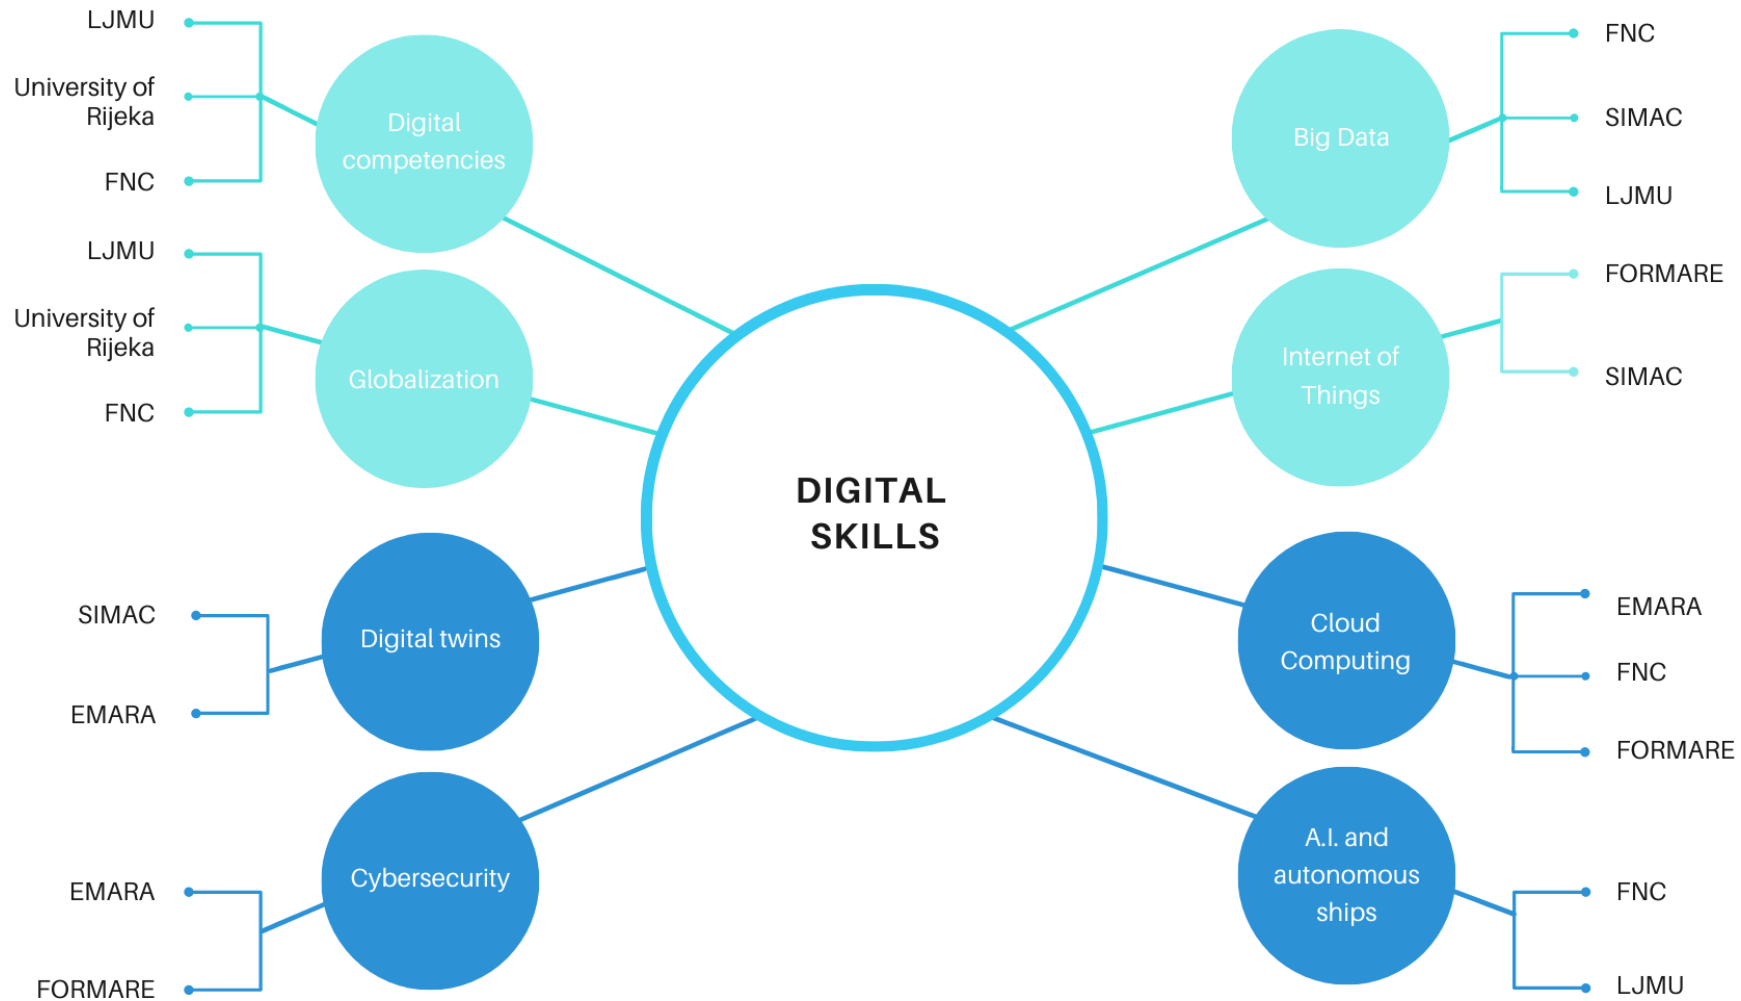 LJMU
University of
Rijeka
FNC
Digital
competencies
LJMU
University of
Rijeka
FNC
Globalization
SIMAC
EMARA
Digital twins
EMARA
FORMARE
Cybersecurity
DIGITAL
SKILLS
Big Data
FNC
SIMAC
LJMU
Internet of
Things
FORMARE
SIMAC
Cloud
Computing
EMARA
FNC
FORMARE
A.I. and
autonomous
ships
FNC
LJMU